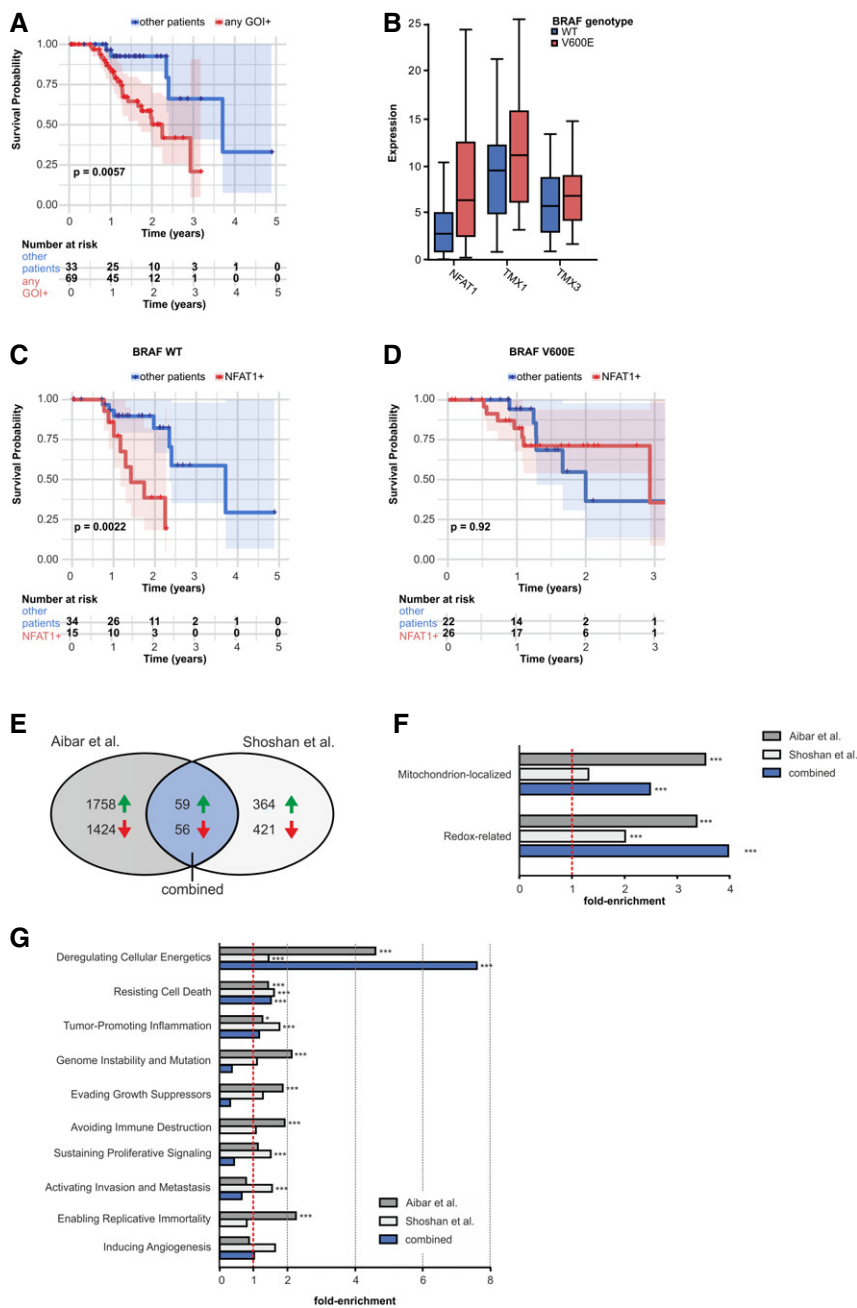 A
other patients any GOI+
Survival Probability
1.00
0.75
0.50
0.25
0.00
p = 0.0057
0 1 2 3 4 5
Time (years)
Number at risk
other
patients 33 25 10 3 1 0
any 69 45 12 1 0 0
GOI+ 0 1 2 3 4 5
Time (years)
B
BRAF genotype
WT
V600E
Expression
25
20
15
10
5
0
NFAT1
TMX1
TMX3
C
BRAF WT
other patients NFAT1+
Survival Probability
1.00
0.75
0.50
0.25
0.00
p = 0.0022
0 1 2 3 4 5
Time (years)
Number at risk
other
patients 34 26 11 2 1 0
NFAT1+ 15 10 3 0 0 0
0 1 2 3 4 5
Time (years)
D
BRAF V600E
other patients NFAT1+
Survival Probability
1.00
0.75
0.50
0.25
0.00
p = 0.92
0 1 2 3
Time (years)
Number at risk
other
patients 22 14 2 1
NFAT1+ 26 17 6 1
0 1 2 3
Time (years)
E
Aibar et al. Shoshan et al.
1758 59 364
1424 56 421
combined
F
Aibar et al.
Shoshan et al.
combined
Mitochondrion-localized
***
***
Redox-related
***
***
***
0 1 2 3 4
fold-enrichment
G
Deregulating Cellular Energetics
***
***
***
Resisting Cell Death
***
***
***
Tumor-Promoting Inflammation
*
***
Genome Instability and Mutation
***
Evading Growth Suppressors
***
Avoiding Immune Destruction
***
Sustaining Proliferative Signaling
***
Activating Invasion and Metastasis
***
Enabling Replicative Immortality
***
Inducing Angiogenesis
Aibar et al.
Shoshan et al.
combined
0 1 2 4 6 8
fold-enrichment